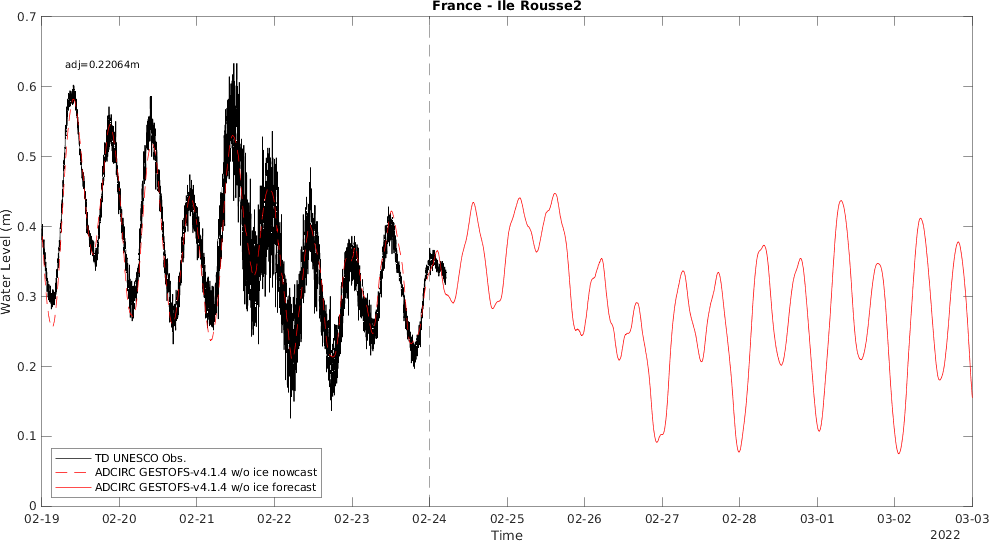 France - Ile Rousse2
Water Level (m)
0.7
0.6
0.5
0.4
0.3
0.2
0.1
0
adj=0.22064m
TD UNESCO Obs.
ADCIRC GESTOFS-v4.1.4 w/o ice nowcast
ADCIRC GESTOFS-v4.1.4 w/o ice forecast
02-19 02-20 02-21 02-22 02-23 02-24 02-25 02-26 02-27 02-28 03-01 03-02 03-03
Time
2022